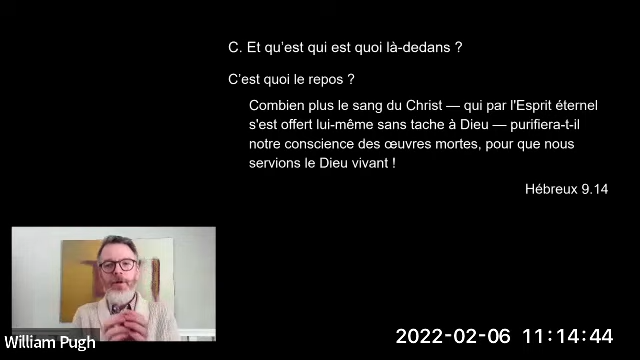 C. Et qu'est qui est quoi là-dedans ?
C'est quoi le repos ?
Combien plus le sang du Christ — qui par l'Esprit éternel
s'est offert lui-même sans tache à Dieu — purifiera-t-il
notre conscience des œuvres mortes, pour que nous
servions le Dieu vivant !
Hébreux 9.14
William Pugh
2022-02-06 11:14:44